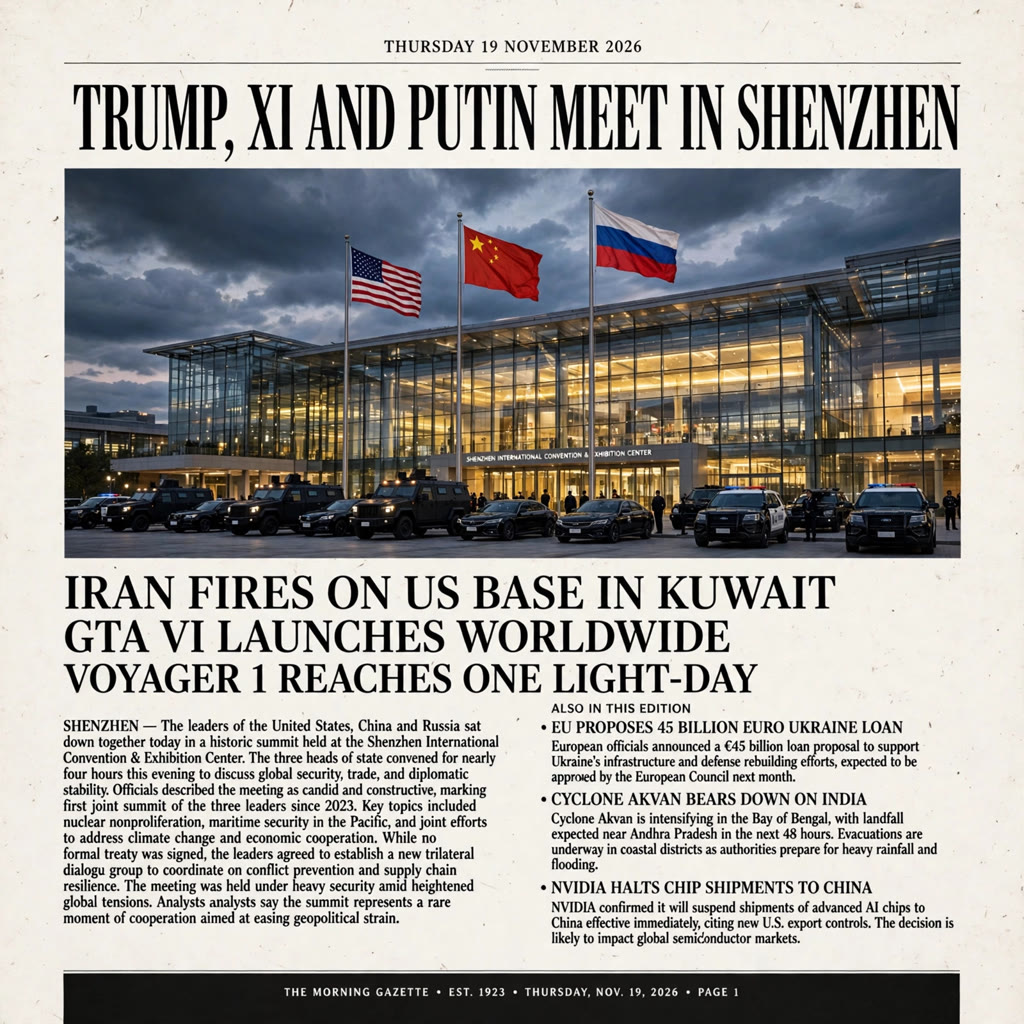 THURSDAY 19 NOVEMBER 2026
TRUMP, XI AND PUTIN MEET IN SHENZHEN
SHENZHEN INTERNATIONAL CONVENTION & EXHIBITION CENTER
IRAN FIRES ON US BASE IN KUWAIT
GTA VI LAUNCHES WORLDWIDE
VOYAGER 1 REACHES ONE LIGHT-DAY
SHENZHEN — The leaders of the United States, China and Russia sat
down together today in a historic summit held at the Shenzhen International
Convention & Exhibition Center. The three heads of state convened for nearly
four hours this evening to discuss global security, trade, and diplomatic
stability. Officials described the meeting as candid and constructive, marking
first joint summit of the three leaders since 2023. Key topics included
nuclear nonproliferation, maritime security in the Pacific, and joint efforts
to address climate change and economic cooperation. While no
formal treaty was signed, the leaders agreed to establish a new trilateral
dialogu group to coordinate on conflict prevention and supply chain
resilience. The meeting was held under heavy security amid heightened
global tensions. Analysts analysts say the summit represents a rare
moment of cooperation aimed at easing geopolitical strain.
ALSO IN THIS EDITION
• EU PROPOSES 45 BILLION EURO UKRAINE LOAN
European officials announced a €45 billion loan proposal to support
Ukraine's infrastructure and defense rebuilding efforts, expected to be
approved by the European Council next month.
• CYCLONE AKVAN BEARS DOWN ON INDIA
Cyclone Akvan is intensifying in the Bay of Bengal, with landfall
expected near Andhra Pradesh in the next 48 hours. Evacuations are
underway in coastal districts as authorities prepare for heavy rainfall and
flooding.
• NVIDIA HALTS CHIP SHIPMENTS TO CHINA
NVIDIA confirmed it will suspend shipments of advanced AI chips to
China effective immediately, citing new U.S. export controls. The decision is
likely to impact global semiconductor markets.
THE MORNING GAZETTE • EST. 1923 • THURSDAY, NOV. 19, 2026 • PAGE 1